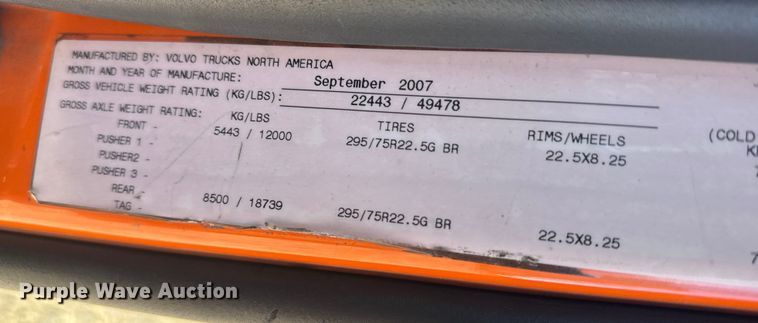 MANUFACTURED BY: VOLVO TRUCKS NORTH AMERICA
MONTH AND YEAR OF MANUFACTURE: September 2007
GROSS VEHICLE WEIGHT RATING (KG/LBS): 22443 / 49478
GROSS AXLE WEIGHT RATING: KG/LBS TIRES RIMS/WHEELS (COLD
FRONT - 5443 / 12000 295/75R22.5G BR 22.5X8.25
PUSHER 1 -
PUSHER2 -
PUSHER 3 -
REAR - 8500 / 18739 295/75R22.5G BR 22.5X8.25
TAG -
Purple Wave Auction